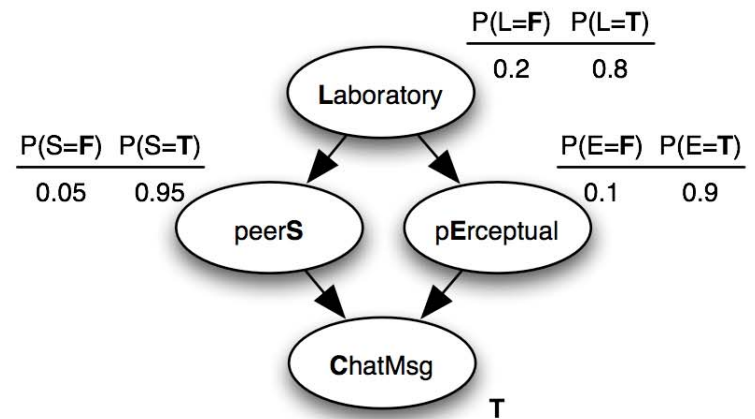 P(L=F) P(L=T)
0.2 0.8
Laboratory
P(S=F) P(S=T)
0.05 0.95
P(E=F) P(E=T)
0.1 0.9
peerS
pErceptual
ChatMsg
T